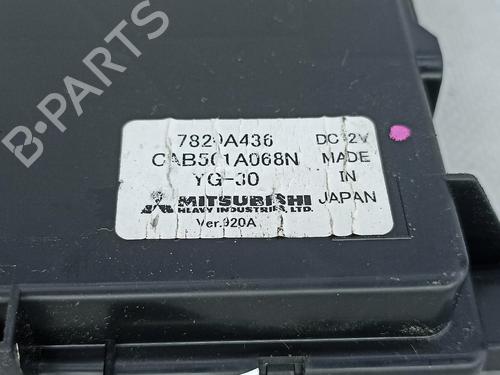 B-PARTS
7820A436 DC12V
CAB501A068N MADE
YG-30 IN
MITSUBISHI JAPAN
HEAVY INDUSTRIES, LTD.
Ver.920A